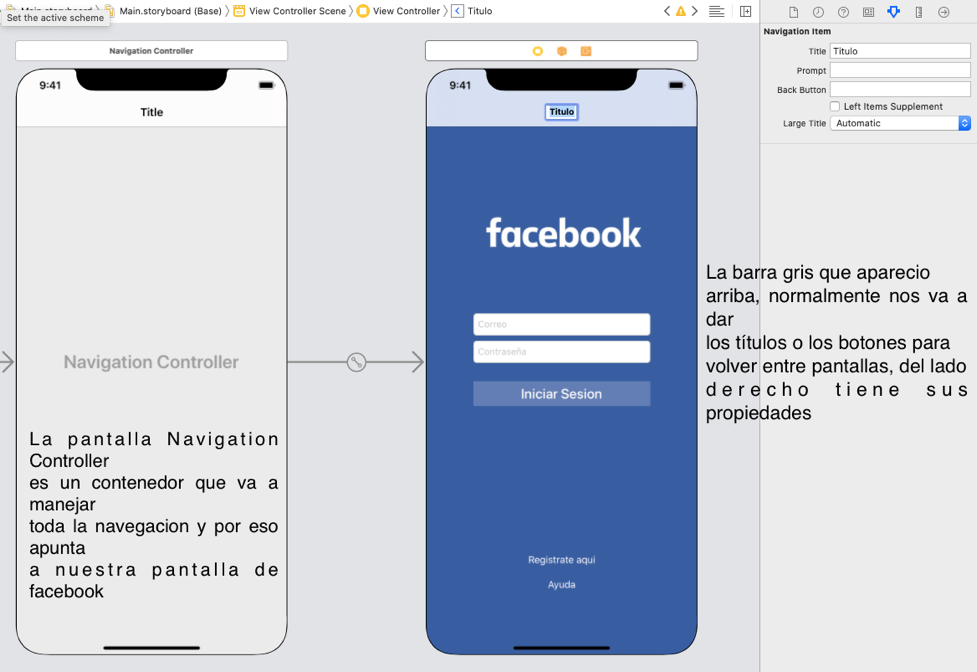 Main.storyboard
Main.storyboard (Base)
View Controller Scene
View Controller
Titulo
Set the active scheme
Navigation Item
Title
Titulo
Prompt
Back Button
Left Items Supplement
Large Title
Automatic
Navigation Controller
9:41
Title
Navigation Controller
La pantalla Navigation
Controller
es un contenedor que va a
manejar
toda la navegacion y por eso
apunta
a nuestra pantalla de
facebook
9:41
Titulo
facebook
Correo
Contraseña
Iniciar Sesion
Registrate aqui
Ayuda
La barra gris que aparecio
arriba, normalmente nos va a
dar
los títulos o los botones para
volver entre pantallas, del lado
derecho tiene sus
propiedades